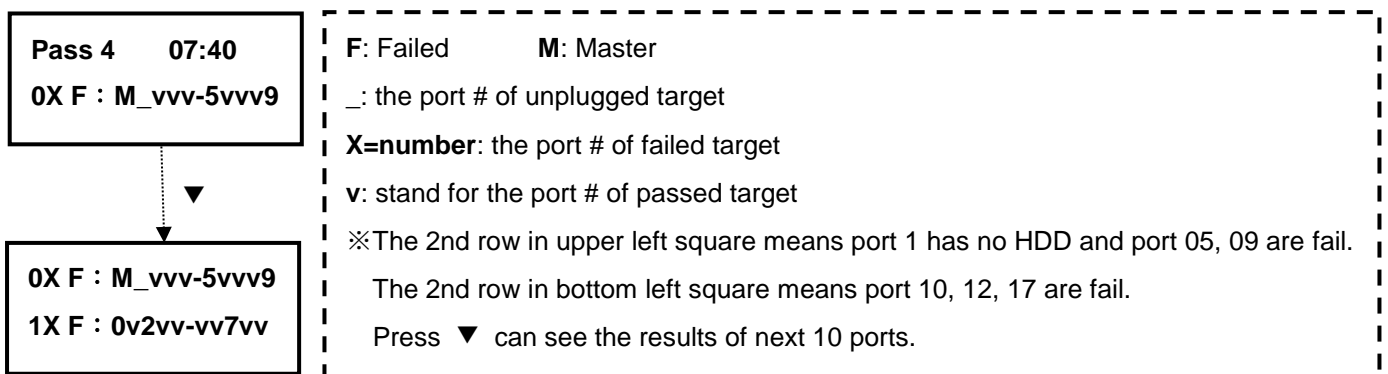 Pass 4 07:40
0X F：M_vvv-5vvv9
▼
0X F：M_vvv-5vvv9
1X F：0v2vv-vv7vv
F: Failed M: Master
_: the port # of unplugged target
X=number: the port # of failed target
v: stand for the port # of passed target
※The 2nd row in upper left square means port 1 has no HDD and port 05, 09 are fail.
The 2nd row in bottom left square means port 10, 12, 17 are fail.
Press ▼ can see the results of next 10 ports.